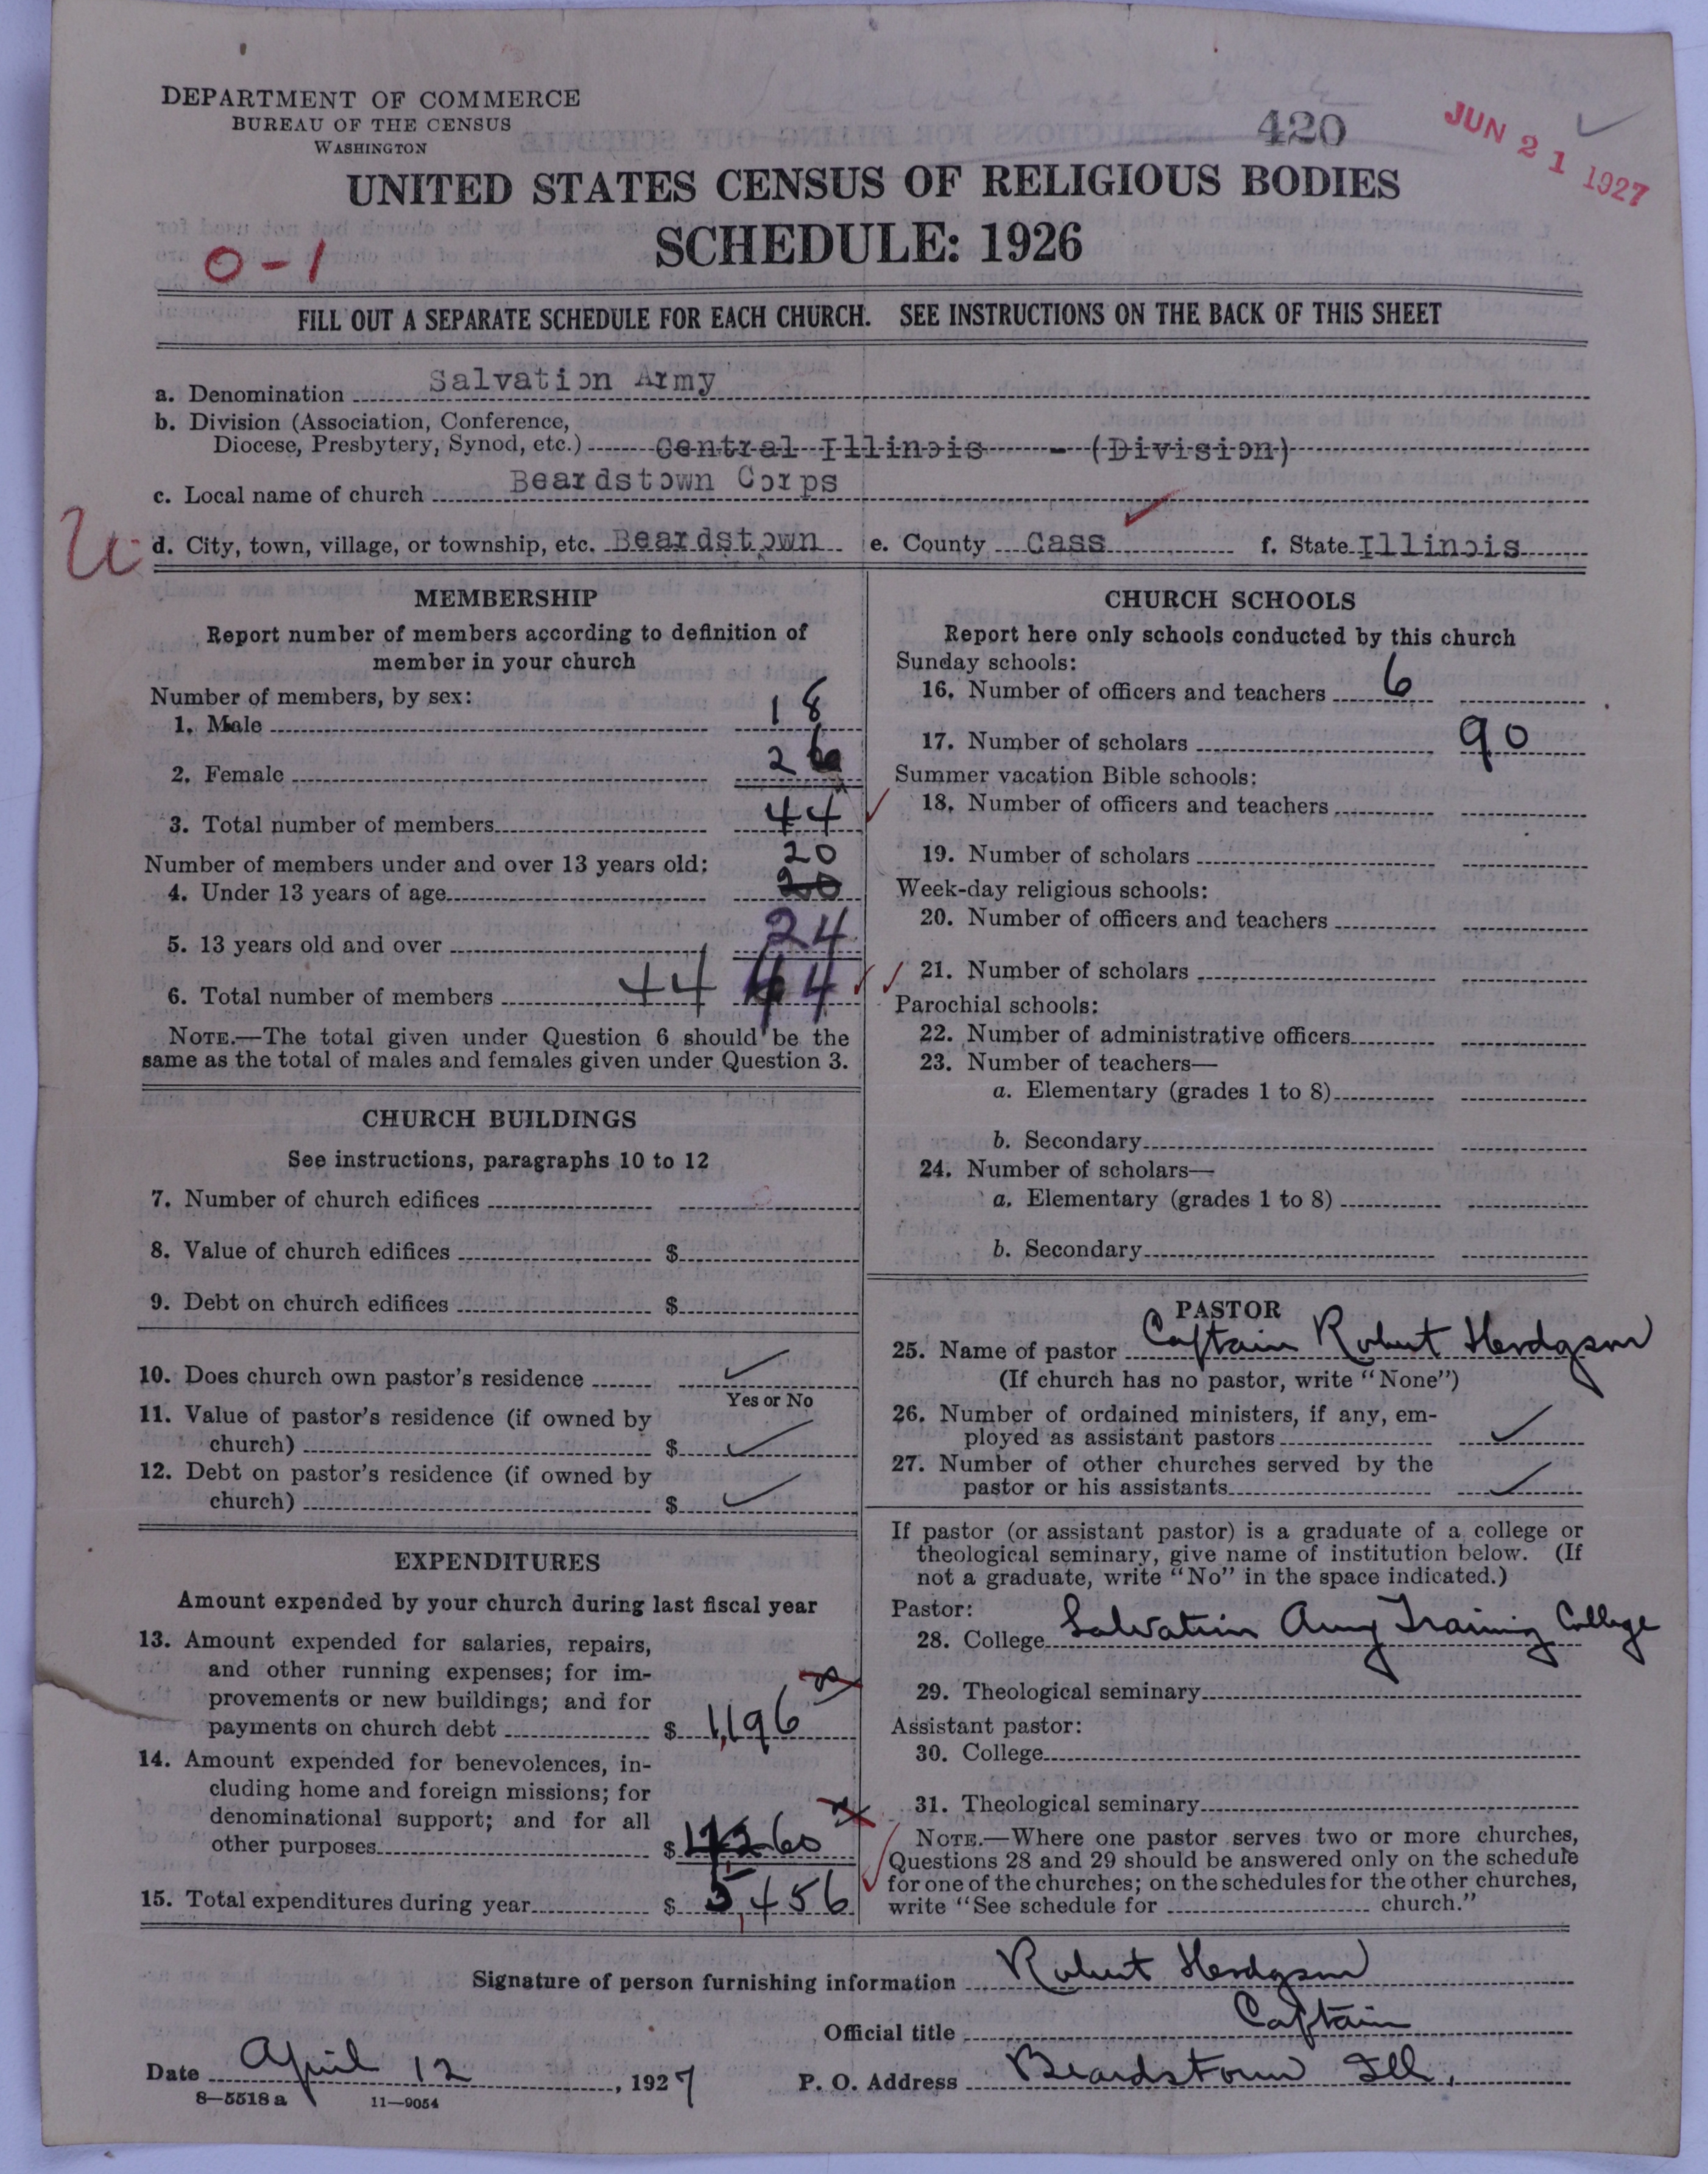 DEPARTMENT OF COMMERCE
BUREAU OF THE CENSUS
WASHINGTON
420
JUN 21 1927
UNITED STATES CENSUS OF RELIGIOUS BODIES
SCHEDULE: 1926
0-1
FILL OUT A SEPARATE SCHEDULE FOR EACH CHURCH. SEE INSTRUCTIONS ON THE BACK OF THIS SHEET
a. Denomination Salvation Army
b. Division (Association, Conference,
Diocese, Presbytery, Synod, etc.) Central Illinois - (Division)
c. Local name of church Beardstown Corps
d. City, town, village, or township, etc. Beardstown e. County Cass f. State Illinois
MEMBERSHIP
Report number of members according to definition of
member in your church
Number of members, by sex:
1. Male 18
2. Female 26
3. Total number of members 44
Number of members under and over 13 years old: 20
4. Under 13 years of age
5. 13 years old and over 24
6. Total number of members 44 44
NOTE.—The total given under Question 6 should be the
same as the total of males and females given under Question 3.
CHURCH BUILDINGS
See instructions, paragraphs 10 to 12
7. Number of church edifices
8. Value of church edifices $
9. Debt on church edifices $
10. Does church own pastor's residence ✓
Yes or No
11. Value of pastor's residence (if owned by
church) $ ✓
12. Debt on pastor's residence (if owned by
church) $ ✓
EXPENDITURES
Amount expended by your church during last fiscal year
13. Amount expended for salaries, repairs,
and other running expenses; for im-
provements or new buildings; and for
payments on church debt $ 1,196
14. Amount expended for benevolences, in-
cluding home and foreign missions; for
denominational support; and for all
other purposes $ 260
15. Total expenditures during year $ ,456
CHURCH SCHOOLS
Report here only schools conducted by this church
Sunday schools:
16. Number of officers and teachers 6
17. Number of scholars 90
Summer vacation Bible schools:
18. Number of officers and teachers
19. Number of scholars
Week-day religious schools:
20. Number of officers and teachers
21. Number of scholars
Parochial schools:
22. Number of administrative officers
23. Number of teachers—
a. Elementary (grades 1 to 8)
b. Secondary
24. Number of scholars—
a. Elementary (grades 1 to 8)
b. Secondary
PASTOR
25. Name of pastor Captain Robert Hendgson
(If church has no pastor, write "None")
26. Number of ordained ministers, if any, em-
ployed as assistant pastors ✓
27. Number of other churches served by the
pastor or his assistants ✓
If pastor (or assistant pastor) is a graduate of a college or
theological seminary, give name of institution below. (If
not a graduate, write "No" in the space indicated.)
Pastor:
28. College Salvation Army Training College
29. Theological seminary
Assistant pastor:
30. College
31. Theological seminary
NOTE.—Where one pastor serves two or more churches,
Questions 28 and 29 should be answered only on the schedule
for one of the churches; on the schedules for the other churches,
write "See schedule for church."
Signature of person furnishing information Robert Hendgson
Official title Captain
Date April 12, 1927 P. O. Address Beardstown Ill.
8—5518 a 11—9054